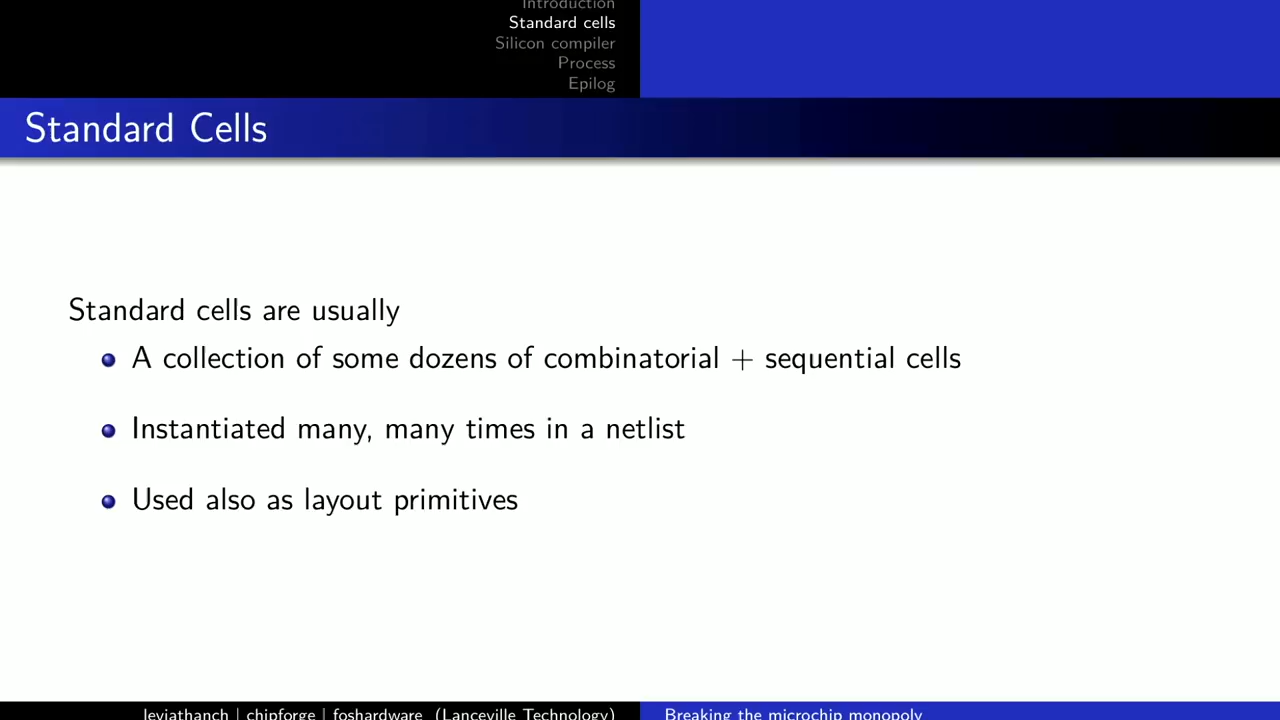 Introduction
Standard cells
Silicon compiler
Process
Epilog
Standard Cells
Standard cells are usually
A collection of some dozens of combinatorial + sequential cells
Instantiated many, many times in a netlist
Used also as layout primitives
leviathanch | chipforge | foshardware (Lanceville Technology)
Breaking the microchip monopoly